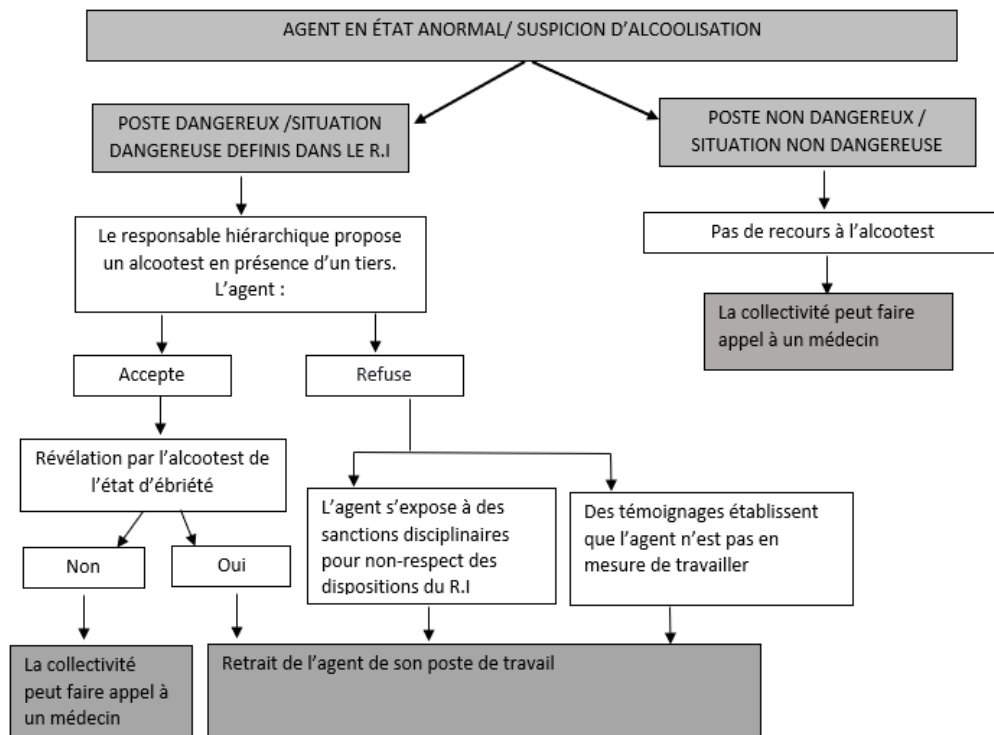 AGENT EN ÉTAT ANORMAL/ SUSPICION D'ALCOOLISATION
POSTE DANGEREUX /SITUATION
DANGEREUSE DEFINIS DANS LE R.I
POSTE NON DANGEREUX /
SITUATION NON DANGEREUSE
Le responsable hiérarchique propose
un alcootest en présence d'un tiers.
L'agent :
Pas de recours à l'alcootest
La collectivité peut faire
appel à un médecin
Accepte
Refuse
Révélation par l'alcootest de
l'état d'ébriété
L'agent s'expose à des
sanctions disciplinaires
pour non-respect des
dispositions du R.I
Des témoignages établissent
que l'agent n'est pas en
mesure de travailler
Non
Oui
La collectivité
peut faire appel à
un médecin
Retrait de l'agent de son poste de travail